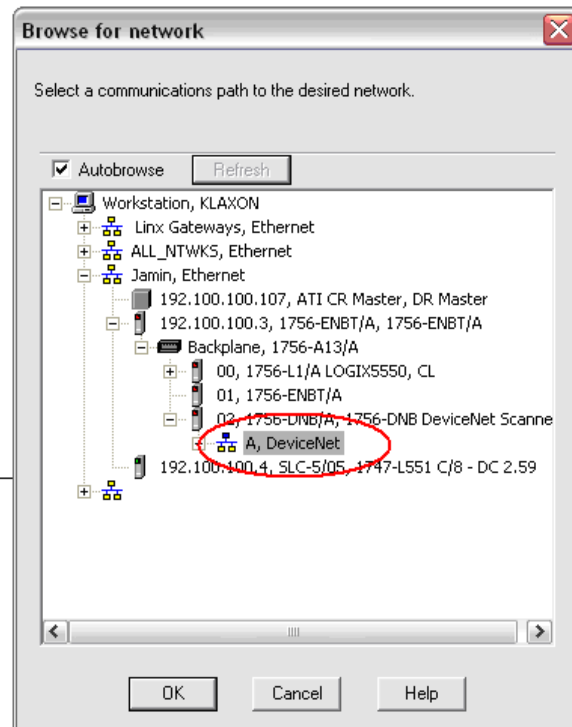 Browse for network
Select a communications path to the desired network.
Autobrowse
Refresh
Workstation, KLAXON
Linx Gateways, Ethernet
ALL_NTWKS, Ethernet
Jamin, Ethernet
192.100.100.107, ATI CR Master, DR Master
192.100.100.3, 1756-ENBT/A, 1756-ENBT/A
Backplane, 1756-A13/A
00, 1756-L1/A LOGIX5550, CL
01, 1756-ENBT/A
02, 1756-DNB/A, 1756-DNB DeviceNet Scanne
A, DeviceNet
192.100.100.4, SLC-5/05, 1747-L551 C/8 - DC 2.59
OK
Cancel
Help